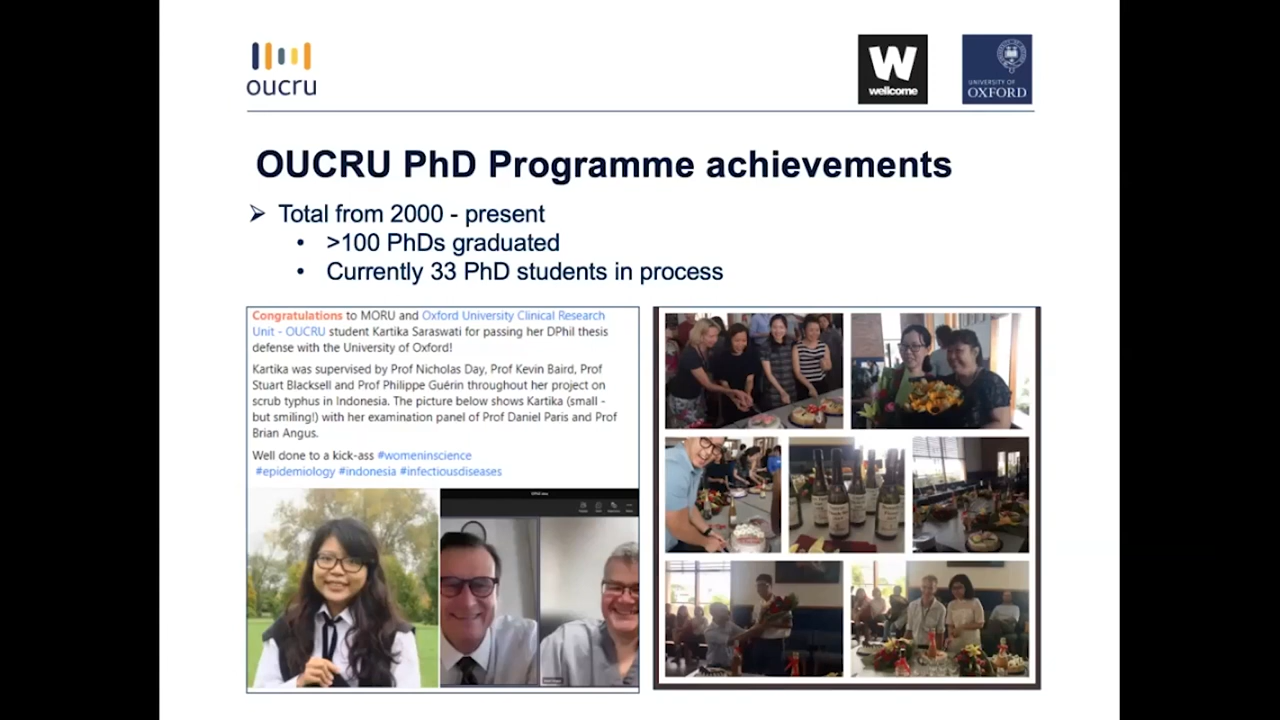 oucru
W
wellcome
UNIVERSITY OF
OXFORD
OUCRU PhD Programme achievements
Total from 2000 - present
>100 PhDs graduated
Currently 33 PhD students in process
Congratulations to MORU and Oxford University Clinical Research
Unit - OUCRU student Kartika Saraswati for passing her DPhil thesis
defense with the University of Oxford!
Kartika was supervised by Prof Nicholas Day, Prof Kevin Baird, Prof
Stuart Blacksell and Prof Philippe Guérin throughout her project on
scrub typhus in Indonesia. The picture below shows Kartika (small -
but smiling!) with her examination panel of Prof Daniel Paris and Prof
Brian Angus.
Well done to a kick-ass #womeninscience
#epidemiology #indonesia #infectiousdiseases